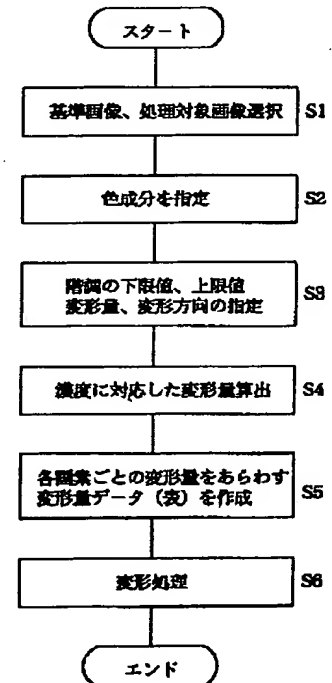 スタート
基準画像、処理対象画像選択 S1
色成分を指定 S2
階調の下限値、上限値
変形量、変形方向の指定 S3
濃度に対応した変形量算出 S4
各画素ごとの変形量をあらわす
変形量データ(表)を作成 S5
変形処理 S6
エンド